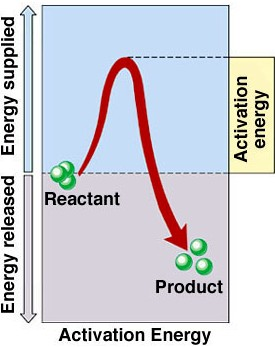 Energy supplied
Energy released
Activation
energy
Reactant
Product
Activation Energy